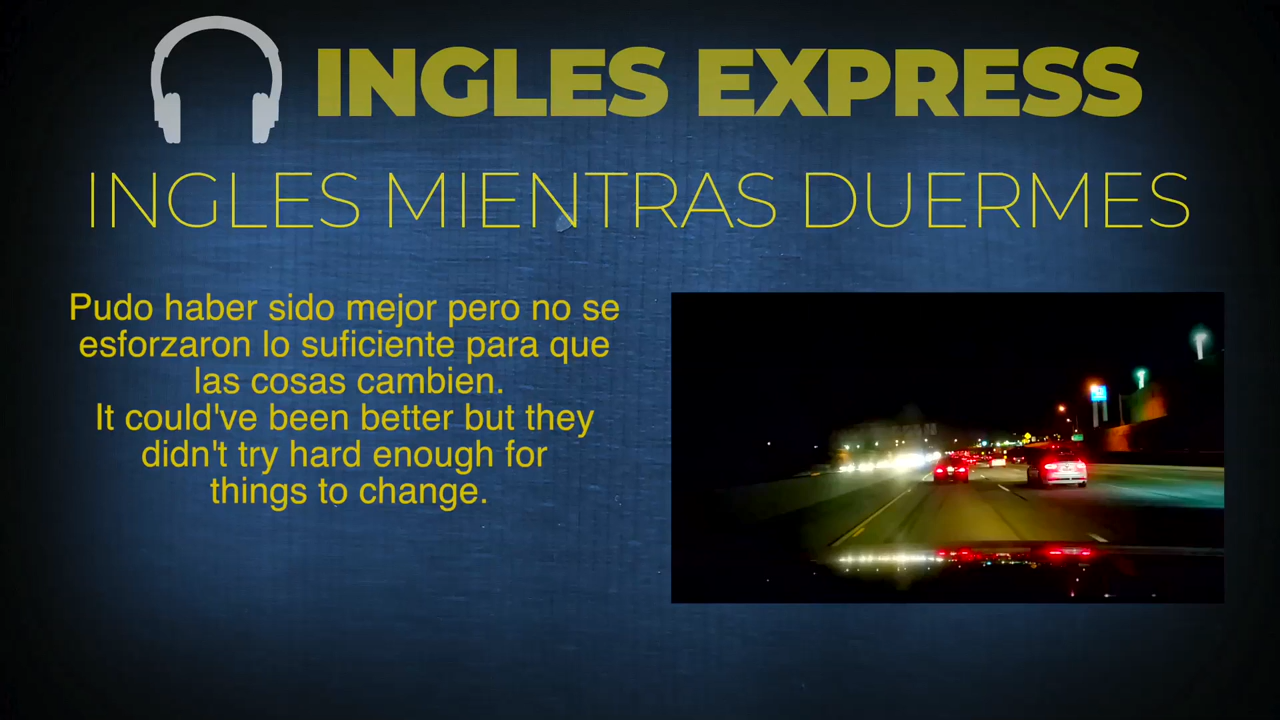 INGLES EXPRESS
INGLES MIENTRAS DUERMES
Pudo haber sido mejor pero no se
esforzaron lo suficiente para que
las cosas cambien.
It could've been better but they
didn't try hard enough for
things to change.